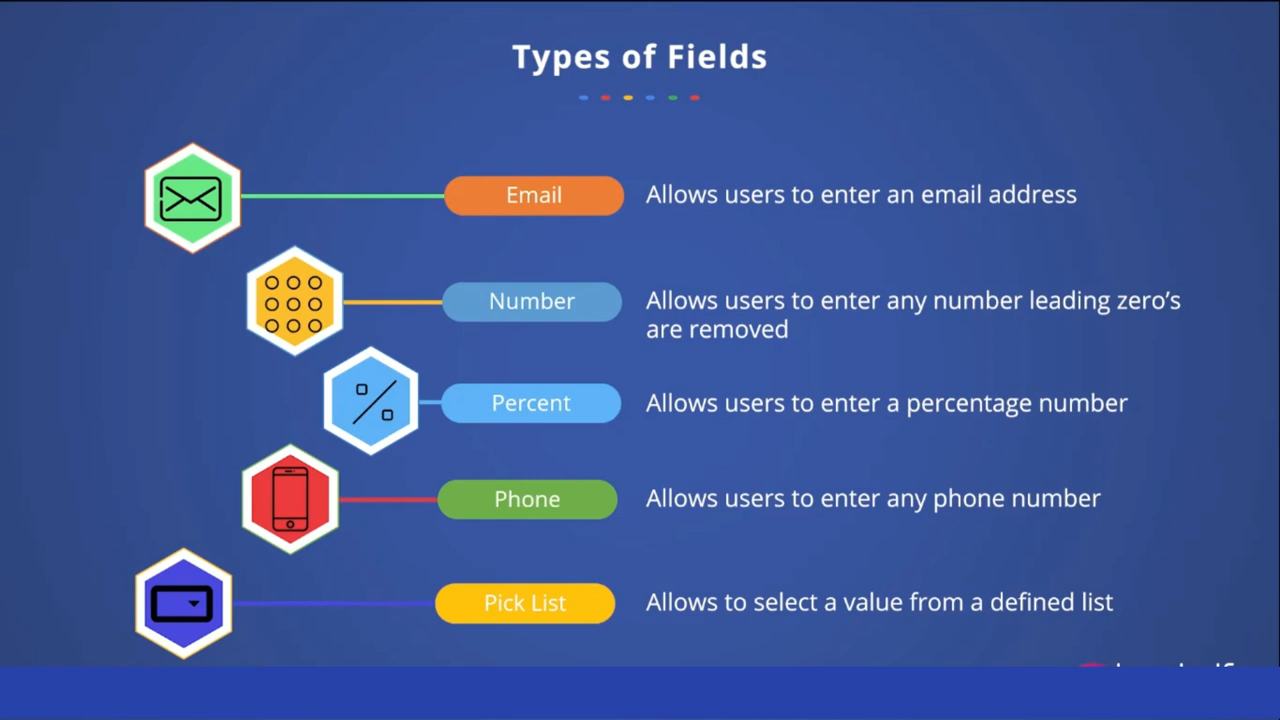 Types of Fields
Email
Allows users to enter an email address
Number
Allows users to enter any number leading zero's
are removed
Percent
Allows users to enter a percentage number
Phone
Allows users to enter any phone number
Pick List
Allows to select a value from a defined list